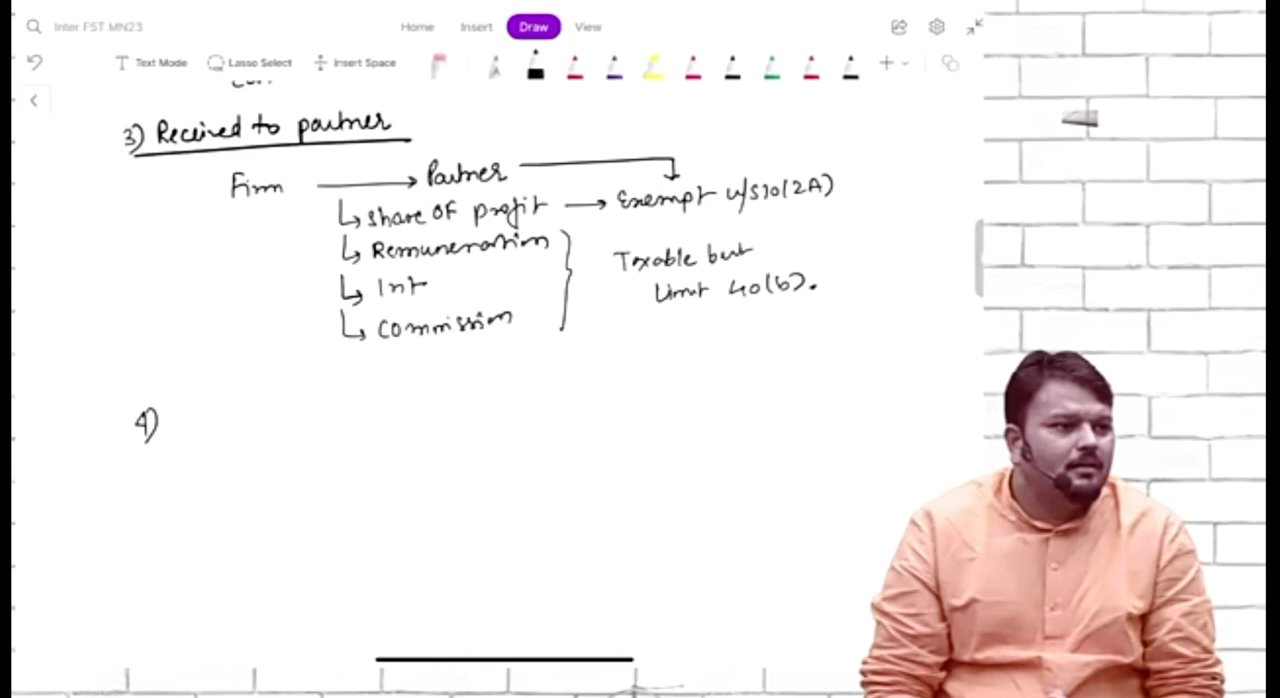 Inter FST MN23
Home Insert Draw View
Text Mode Lasso Select Insert Space
3) Received to partner
Firm → Partner
↳ Share OF profit → Exempt u/s 10(2A)
↳ Remuneration
↳ Int
↳ Commission
Taxable but
Limit 40(b).
4)